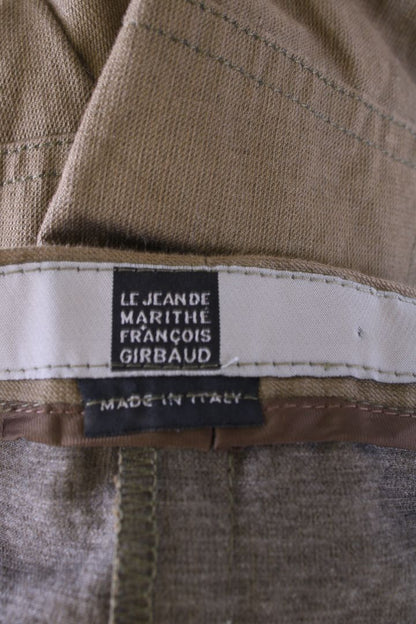 LE JEAN DE
MARITHÉ
+ FRANÇOIS
GIRBAUD
MADE IN ITALY